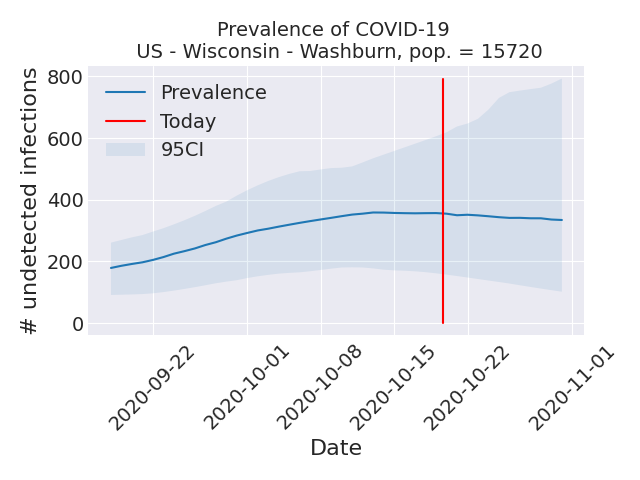 Prevalence of COVID-19
US - Wisconsin - Washburn, pop. = 15720
# undetected infections
800
600
400
200
0
Prevalence
Today
95CI
2020-09-22
2020-10-01
2020-10-08
2020-10-15
2020-10-22
2020-11-01
Date